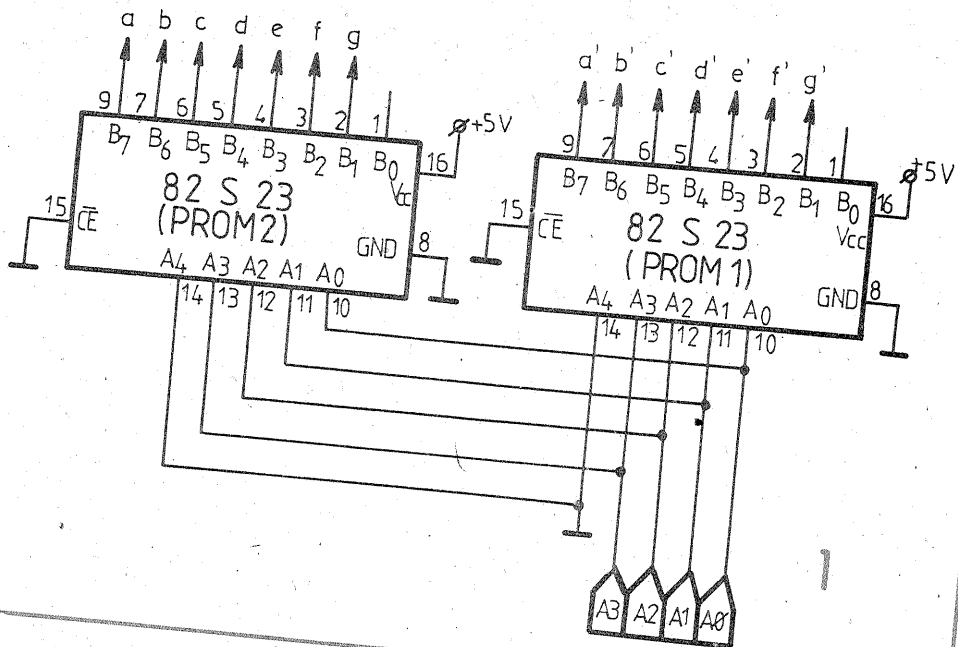 a b c d e f g
9 7 6 5 4 3 2 1
B7 B6 B5 B4 B3 B2 B1 B0
16 +5V
Vcc
82 S 23
(PROM2)
15 CE
GND 8
A4 A3 A2 A1 A0
14 13 12 11 10
a' b' c' d' e' f' g'
9 7 6 5 4 3 2 1
B7 B6 B5 B4 B3 B2 B1 B0
16 +5V
Vcc
82 S 23
(PROM 1)
15 CE
GND 8
A4 A3 A2 A1 A0
14 13 12 11 10
A3 A2 A1 A0
1